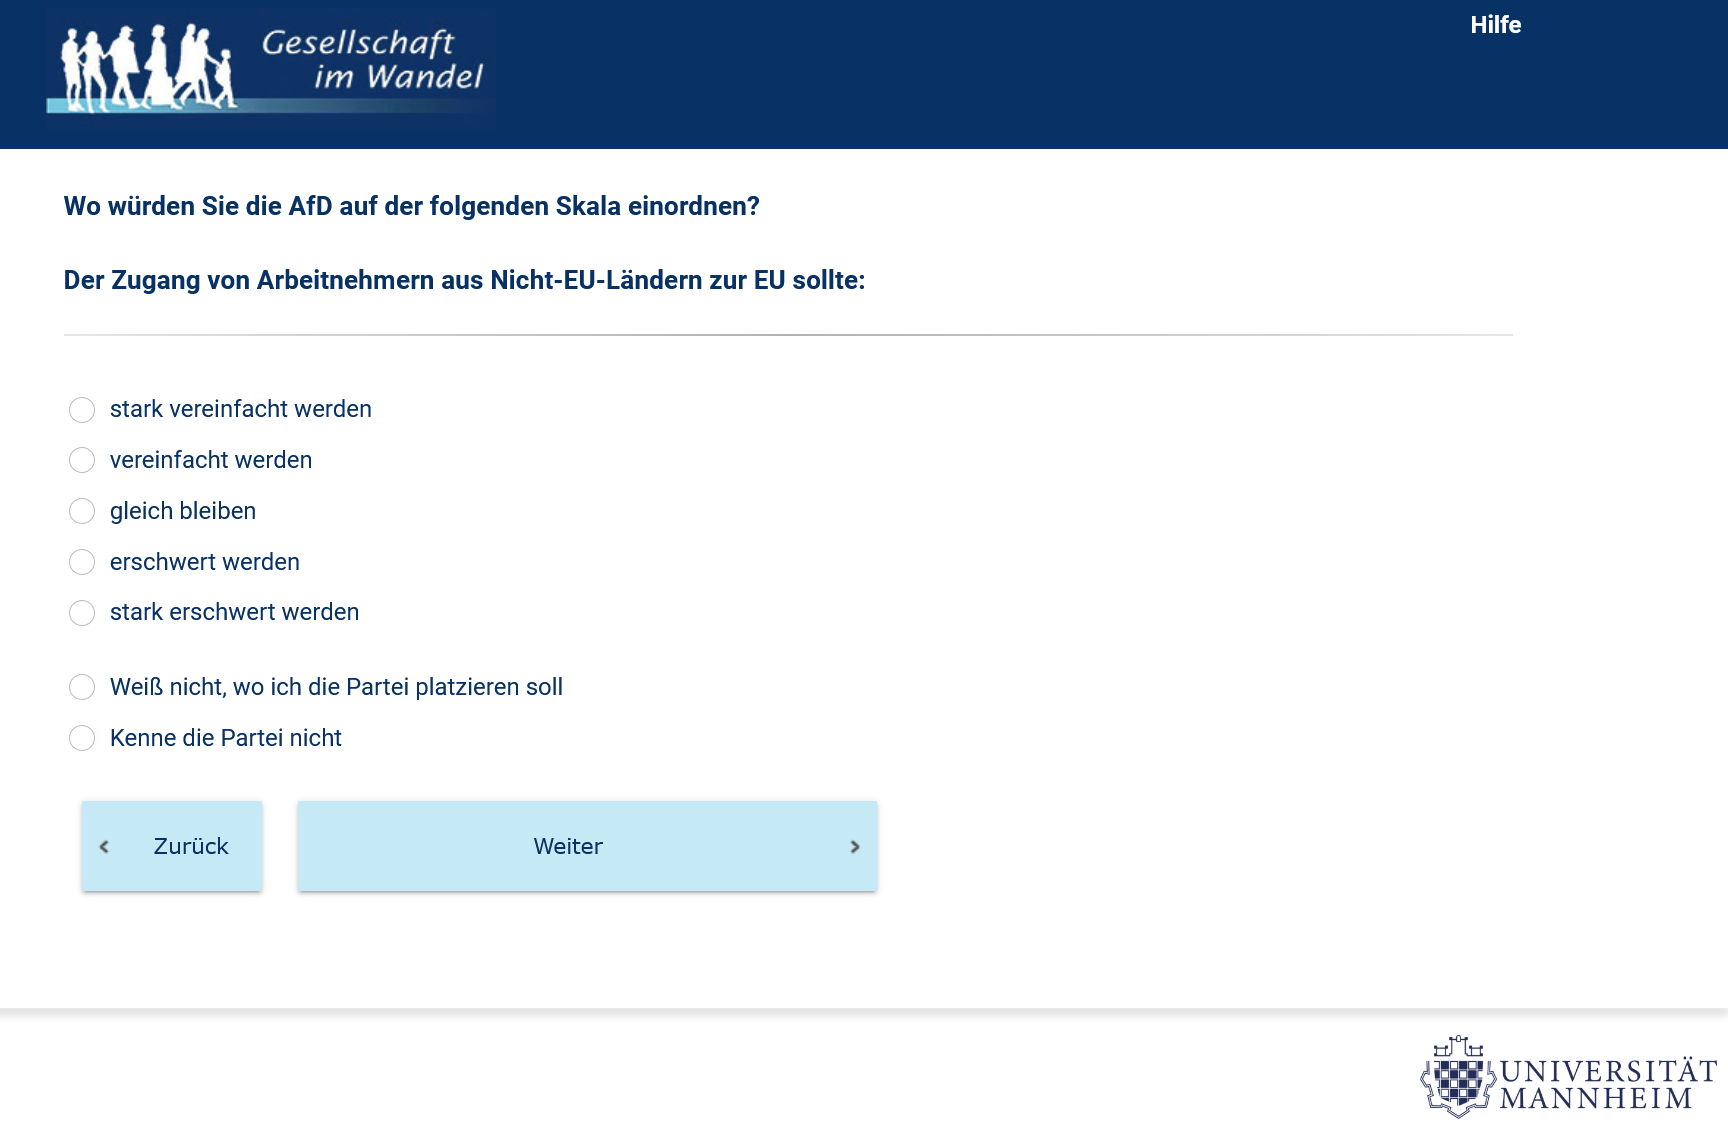 Gesellschaft
im Wandel
Hilfe
Wo würden Sie die AfD auf der folgenden Skala einordnen?
Der Zugang von Arbeitnehmern aus Nicht-EU-Ländern zur EU sollte:
stark vereinfacht werden
vereinfacht werden
gleich bleiben
erschwert werden
stark erschwert werden
Weiß nicht, wo ich die Partei platzieren soll
Kenne die Partei nicht
Zurück
Weiter
UNIVERSITÄT
MANNHEIM